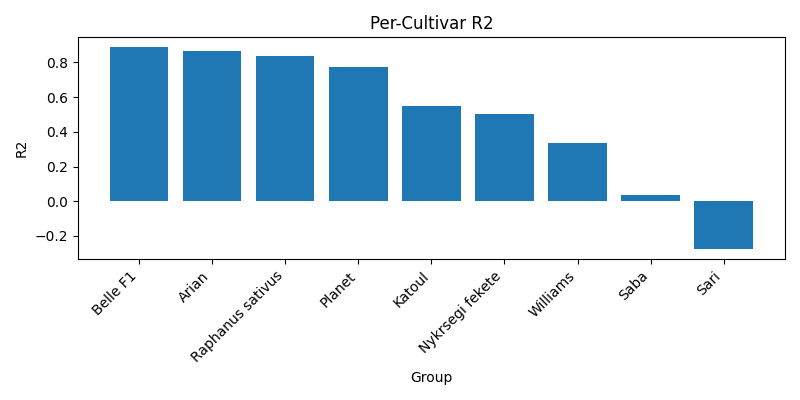 Per-Cultivar R2
R2
0.8
0.6
0.4
0.2
0.0
−0.2
Belle F1
Arian
Raphanus sativus
Planet
Katoul
Nykrsegi fekete
Williams
Saba
Sari
Group